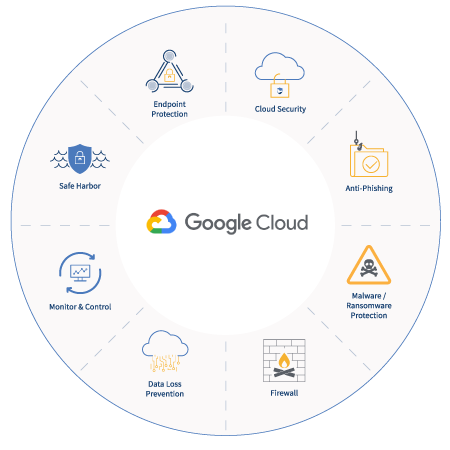 Endpoint
Protection
Cloud Security
Safe Harbor
Anti-Phishing
Google Cloud
Monitor & Control
Malware /
Ransomware
Protection
Data Loss
Prevention
Firewall